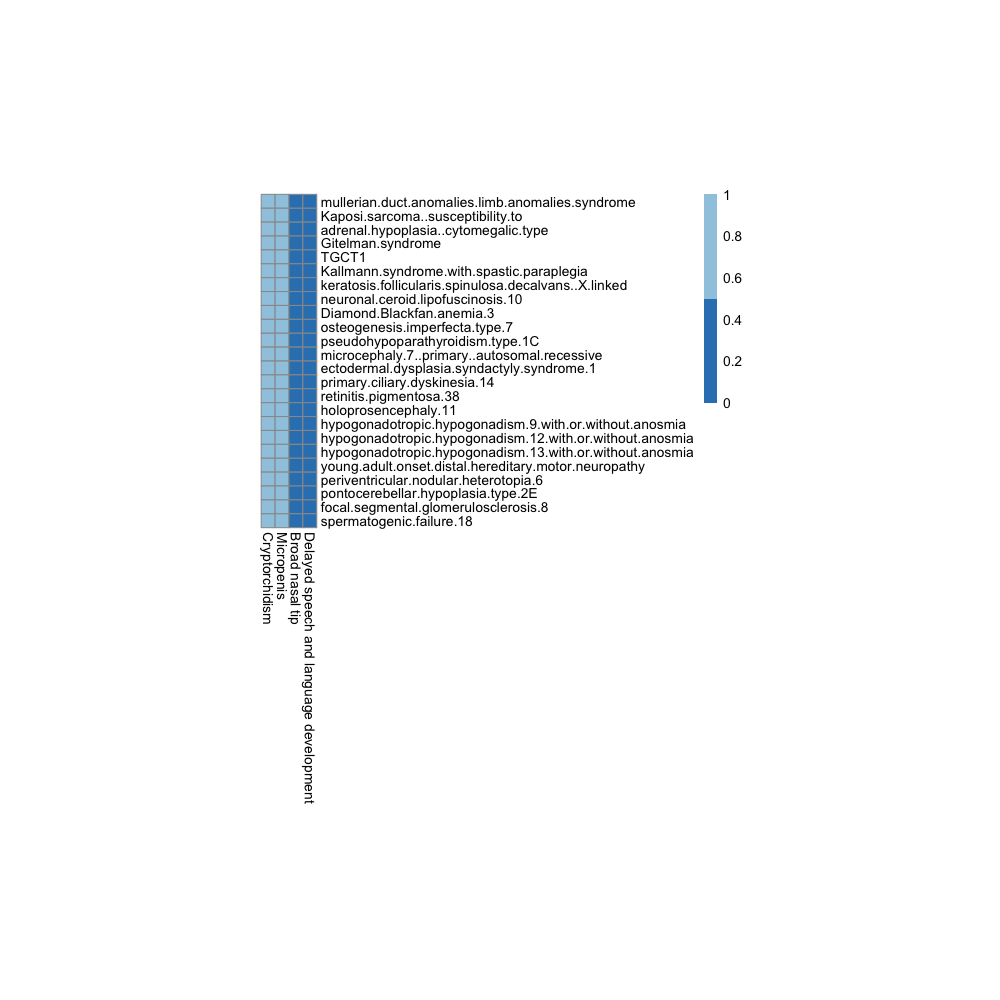 mullerian.duct.anomalies.limb.anomalies.syndrome
Kaposi.sarcoma..susceptibility.to
adrenal.hypoplasia..cytomegalic.type
Gitelman.syndrome
TGCT1
Kallmann.syndrome.with.spastic.paraplegia
keratosis.follicularis.spinulosa.decalvans..X.linked
neuronal.ceroid.lipofuscinosis.10
Diamond.Blackfan.anemia.3
osteogenesis.imperfecta.type.7
pseudohypoparathyroidism.type.1C
microcephaly.7..primary..autosomal.recessive
ectodermal.dysplasia.syndactyly.syndrome.1
primary.ciliary.dyskinesia.14
retinitis.pigmentosa.38
holoprosencephaly.11
hypogonadotropic.hypogonadism.9.with.or.without.anosmia
hypogonadotropic.hypogonadism.12.with.or.without.anosmia
hypogonadotropic.hypogonadism.13.with.or.without.anosmia
young.adult.onset.distal.hereditary.motor.neuropathy
periventricular.nodular.heterotopia.6
pontocerebellar.hypoplasia.type.2E
focal.segmental.glomerulosclerosis.8
spermatogenic.failure.18
1
0.8
0.6
0.4
0.2
0
Cryptorchidism
Micropenis
Broad nasal tip
Delayed speech and language development